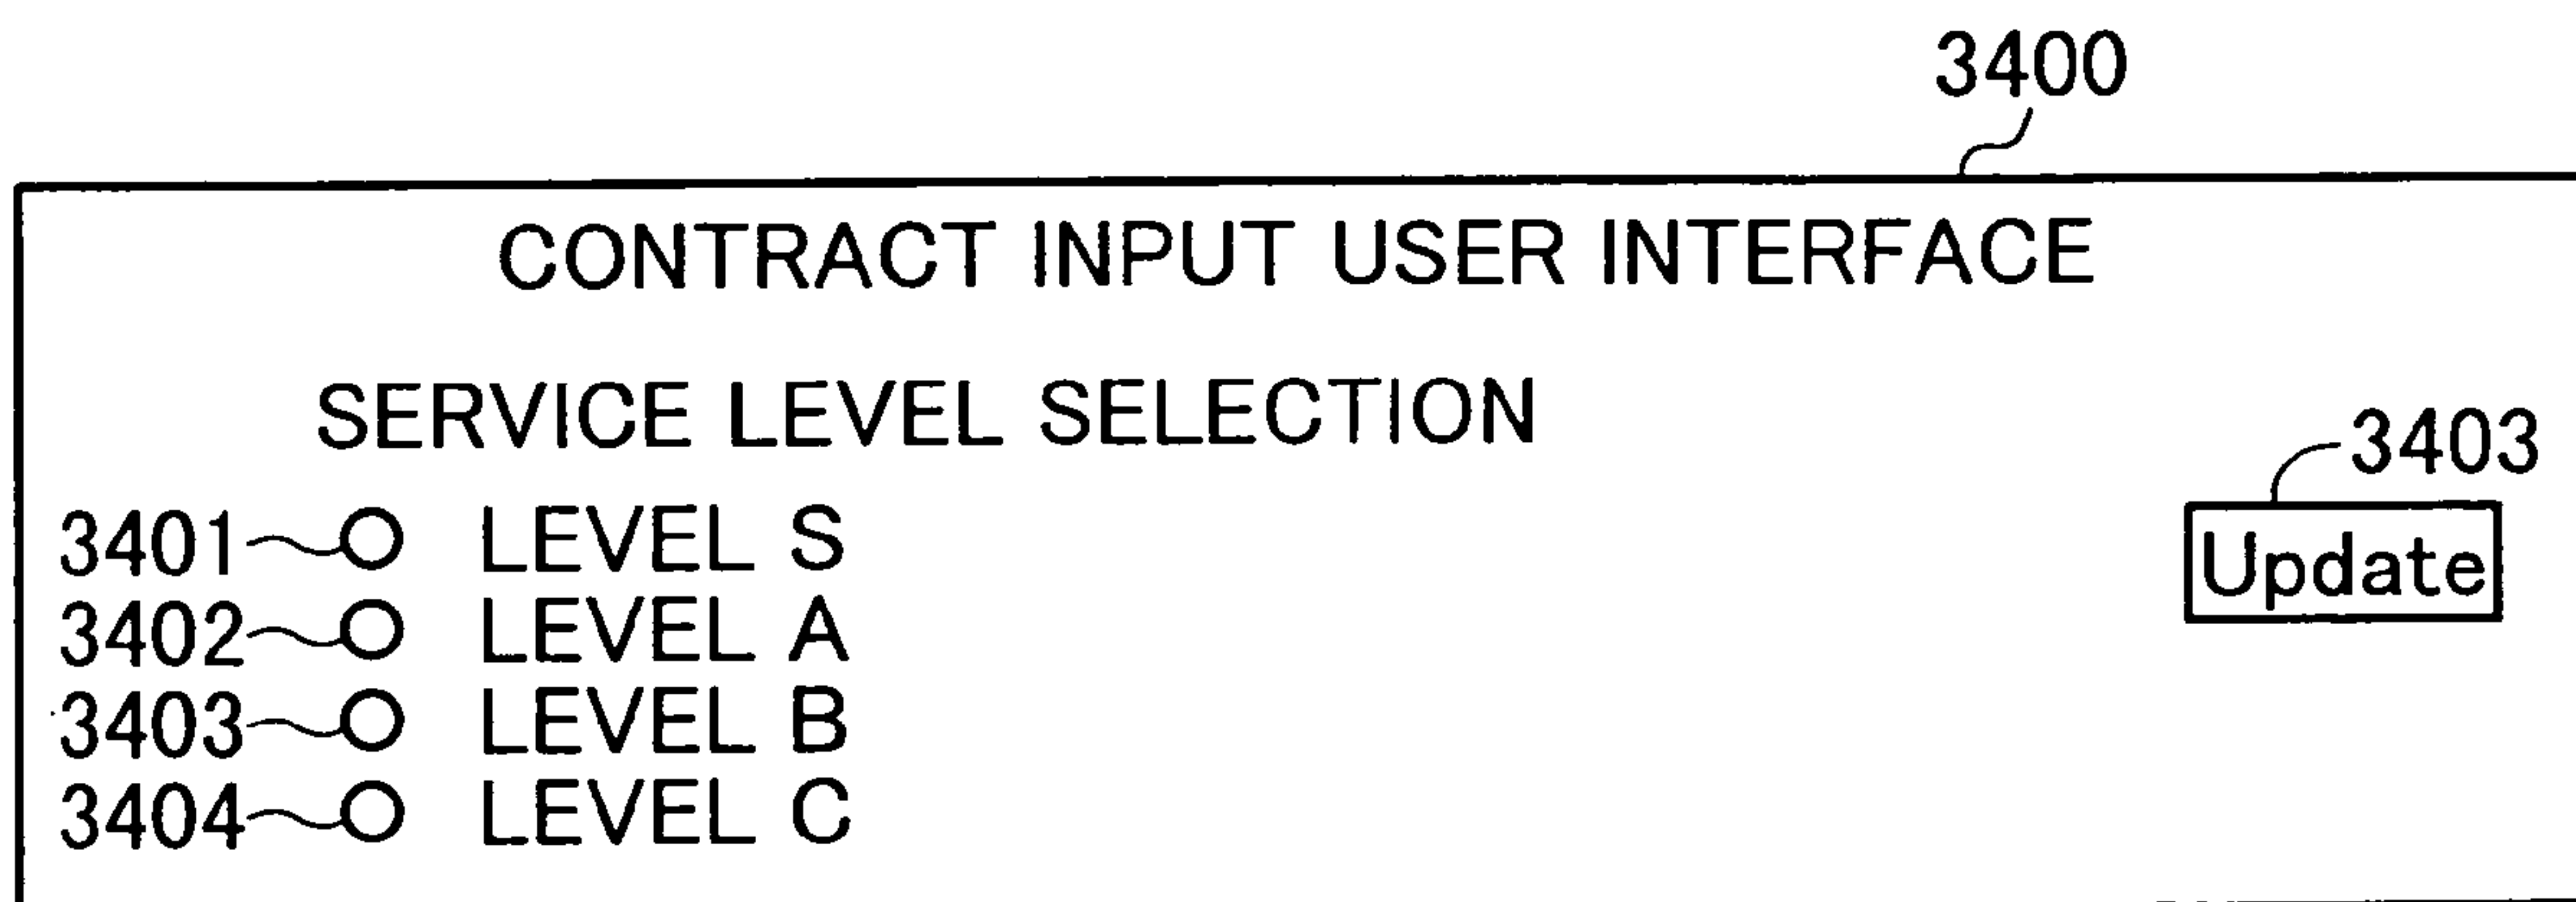 3400
CONTRACT INPUT USER INTERFACE
SERVICE LEVEL SELECTION
3403
3401 LEVEL S
Update
3402 LEVEL A
3403 LEVEL B
3404 LEVEL C